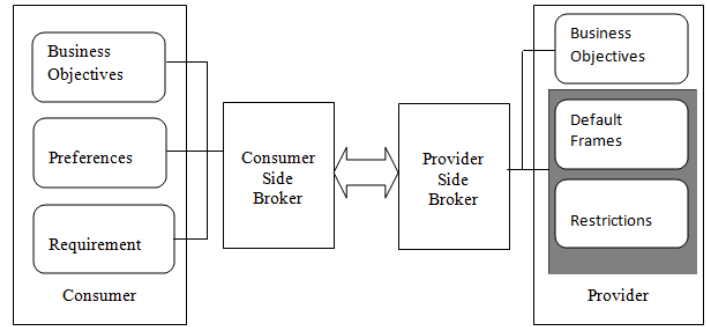 Business
Objectives
Preferences
Requirement
Consumer
Consumer
Side
Broker
Provider
Side
Broker
Business
Objectives
Default
Frames
Restrictions
Provider